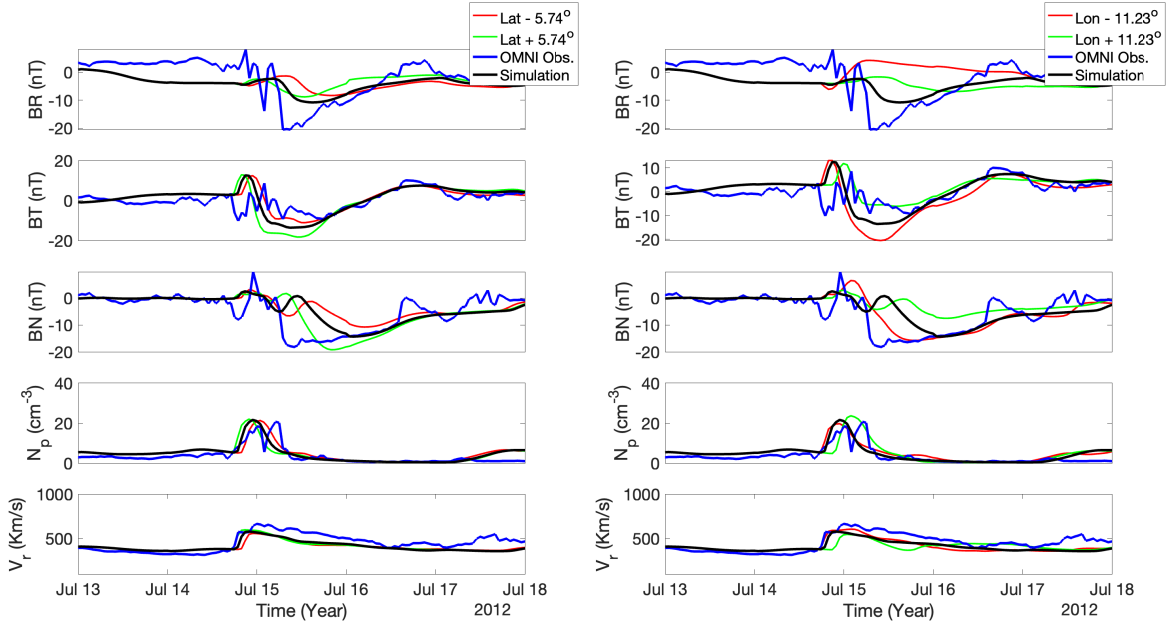 Lat - 5.74°
Lat + 5.74°
OMNI Obs.
Simulation
BR (nT)
0
-10
-20
BT (nT)
20
0
-20
BN (nT)
0
-10
-20
Np (cm-3)
40
20
0
Vr (Km/s)
1000
500
Jul 13
Jul 14
Jul 15
Jul 16
Jul 17
Jul 18
Time (Year)
2012
Lon - 11.23°
Lon + 11.23°
OMNI Obs.
Simulation
BR (nT)
0
-10
-20
BT (nT)
10
0
-10
-20
BN (nT)
0
-10
-20
Np (cm-3)
40
20
0
Vr (Km/s)
1000
500
Jul 13
Jul 14
Jul 15
Jul 16
Jul 17
Jul 18
Time (Year)
2012